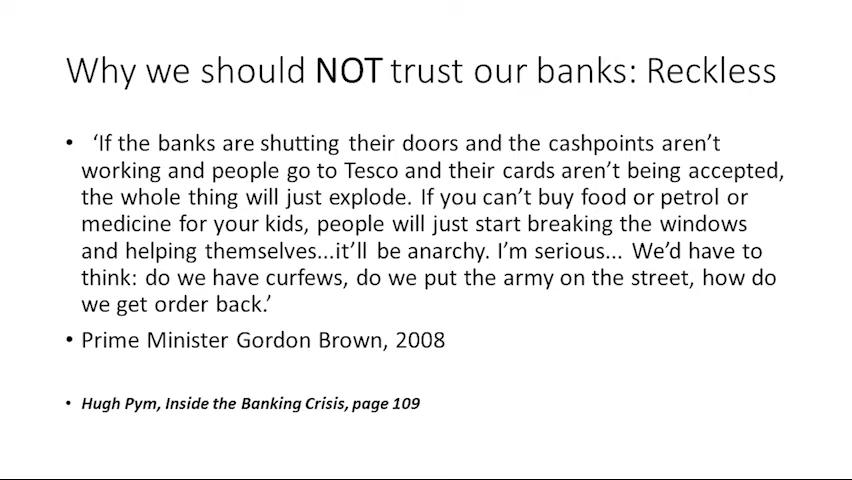 Why we should NOT trust our banks: Reckless
• ‘If the banks are shutting their doors and the cashpoints aren’t
working and people go to Tesco and their cards aren’t being accepted,
the whole thing will just explode. If you can’t buy food or petrol or
medicine for your kids, people will just start breaking the windows
and helping themselves...it’ll be anarchy. I’m serious... We’d have to
think: do we have curfews, do we put the army on the street, how do
we get order back.’
• Prime Minister Gordon Brown, 2008
• Hugh Pym, Inside the Banking Crisis, page 109